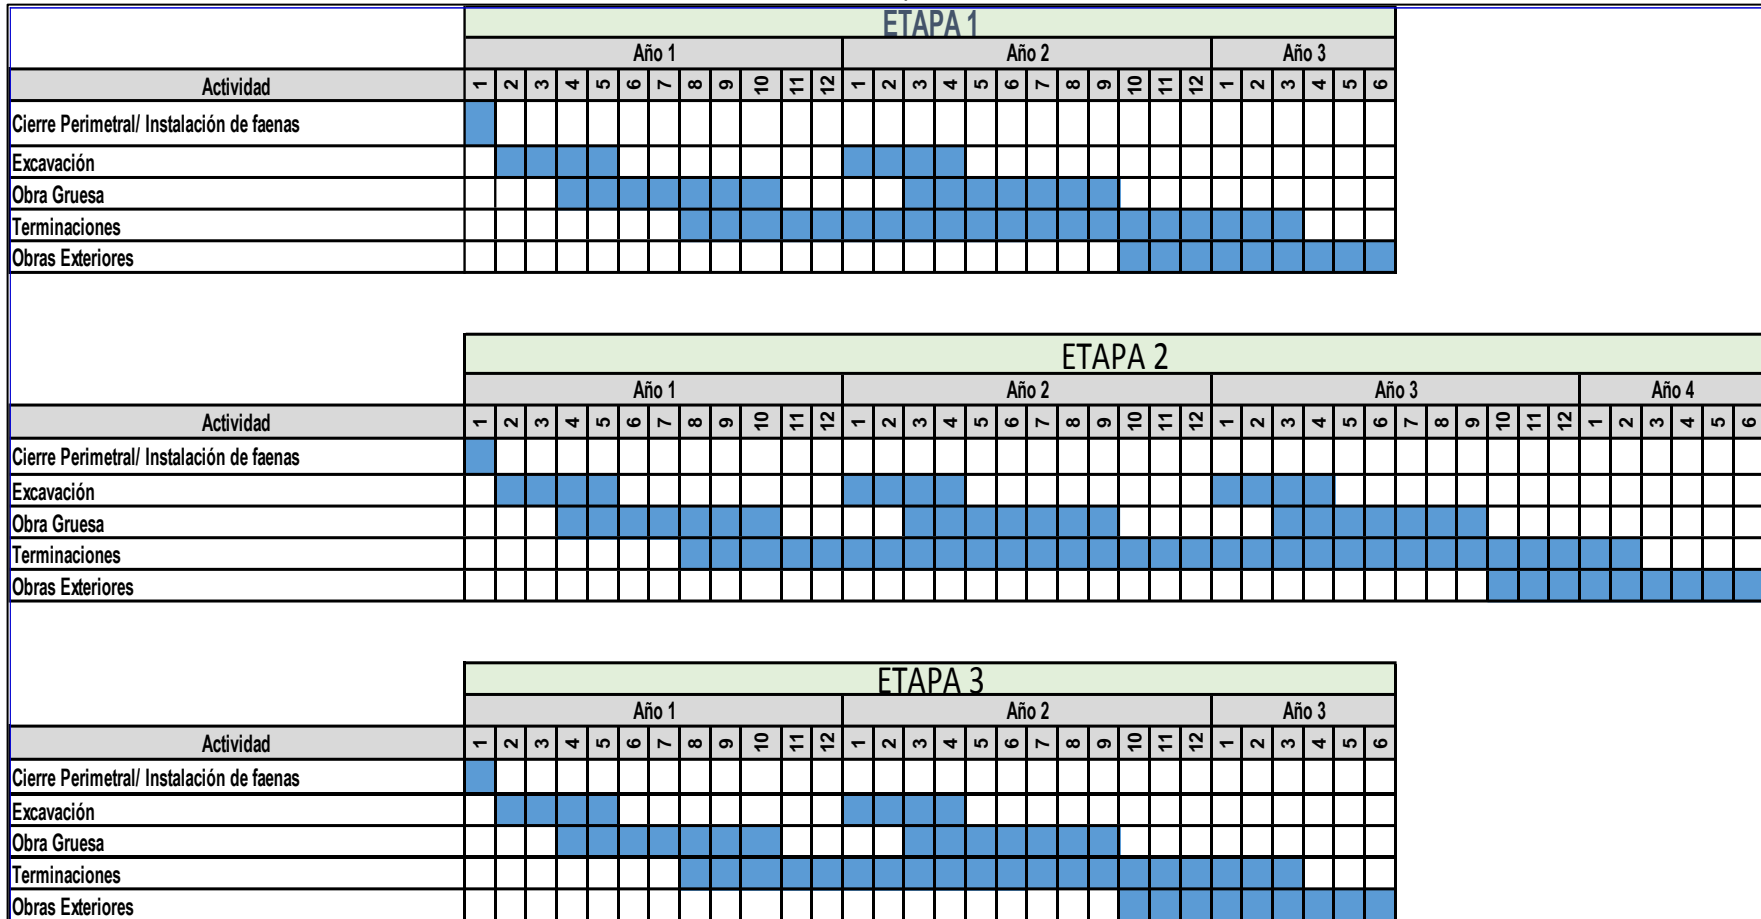 ETAPA 1
Año 1 Año 2 Año 3
Actividad 1 2 3 4 5 6 7 8 9 10 11 12 1 2 3 4 5 6 7 8 9 10 11 12 1 2 3 4 5 6
Cierre Perimetral/ Instalación de faenas
Excavación
Obra Gruesa
Terminaciones
Obras Exteriores
ETAPA 2
Año 1 Año 2 Año 3 Año 4
Actividad 1 2 3 4 5 6 7 8 9 10 11 12 1 2 3 4 5 6 7 8 9 10 11 12 1 2 3 4 5 6 7 8 9 10 11 12 1 2 3 4 5 6
Cierre Perimetral/ Instalación de faenas
Excavación
Obra Gruesa
Terminaciones
Obras Exteriores
ETAPA 3
Año 1 Año 2 Año 3
Actividad 1 2 3 4 5 6 7 8 9 10 11 12 1 2 3 4 5 6 7 8 9 10 11 12 1 2 3 4 5 6
Cierre Perimetral/ Instalación de faenas
Excavación
Obra Gruesa
Terminaciones
Obras Exteriores